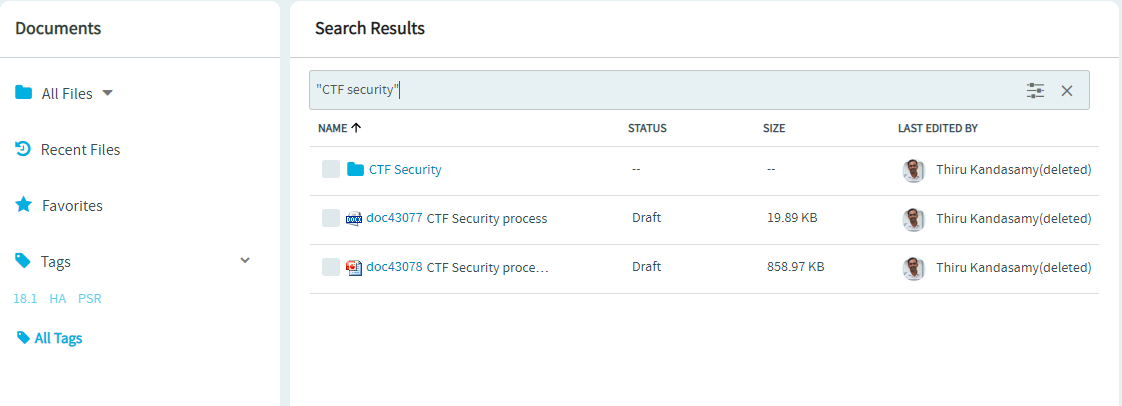 Documents
All Files
Recent Files
Favorites
Tags
18.1 HA PSR
All Tags
Search Results
"CTF security"
NAME STATUS SIZE LAST EDITED BY
CTF Security -- -- Thiru Kandasamy(deleted)
DOCX doc43077 CTF Security process Draft 19.89 KB Thiru Kandasamy(deleted)
doc43078 CTF Security proce... Draft 858.97 KB Thiru Kandasamy(deleted)